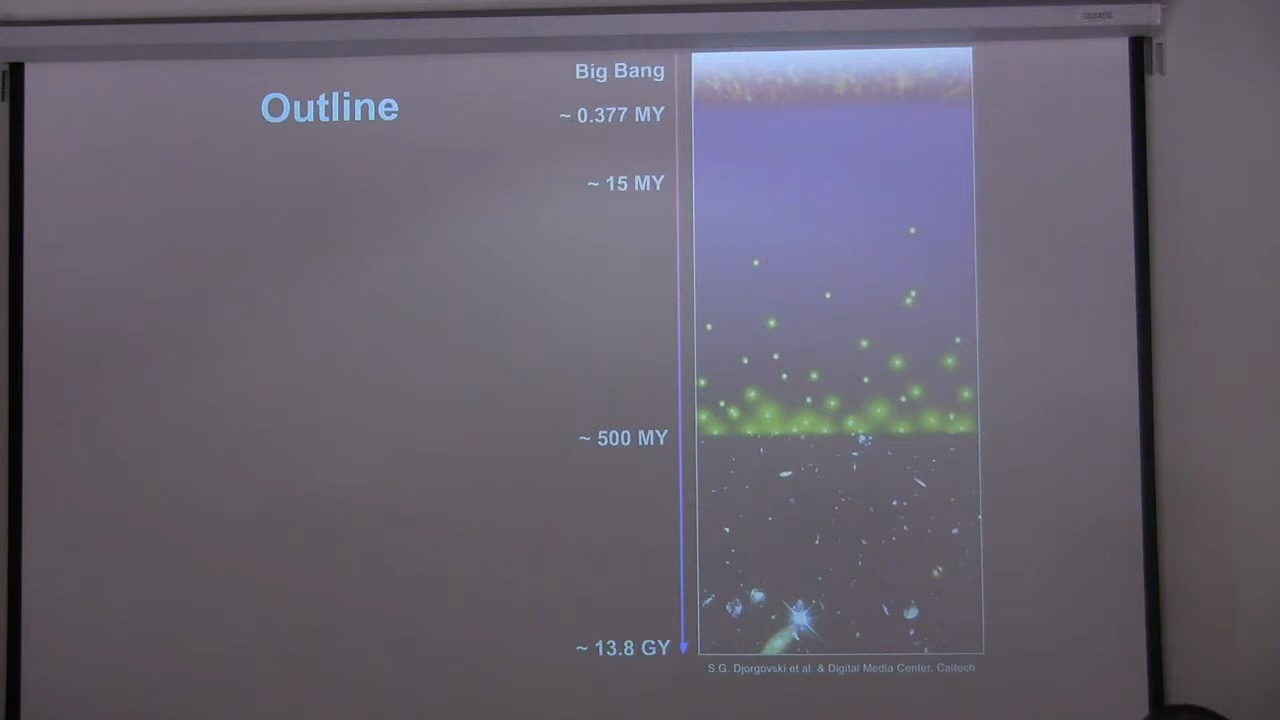 Outline
Big Bang
~ 0.377 MY
~ 15 MY
~ 500 MY
~ 13.8 GY
S.G. Djorgovski et al. & Digital Media Center, Caltech